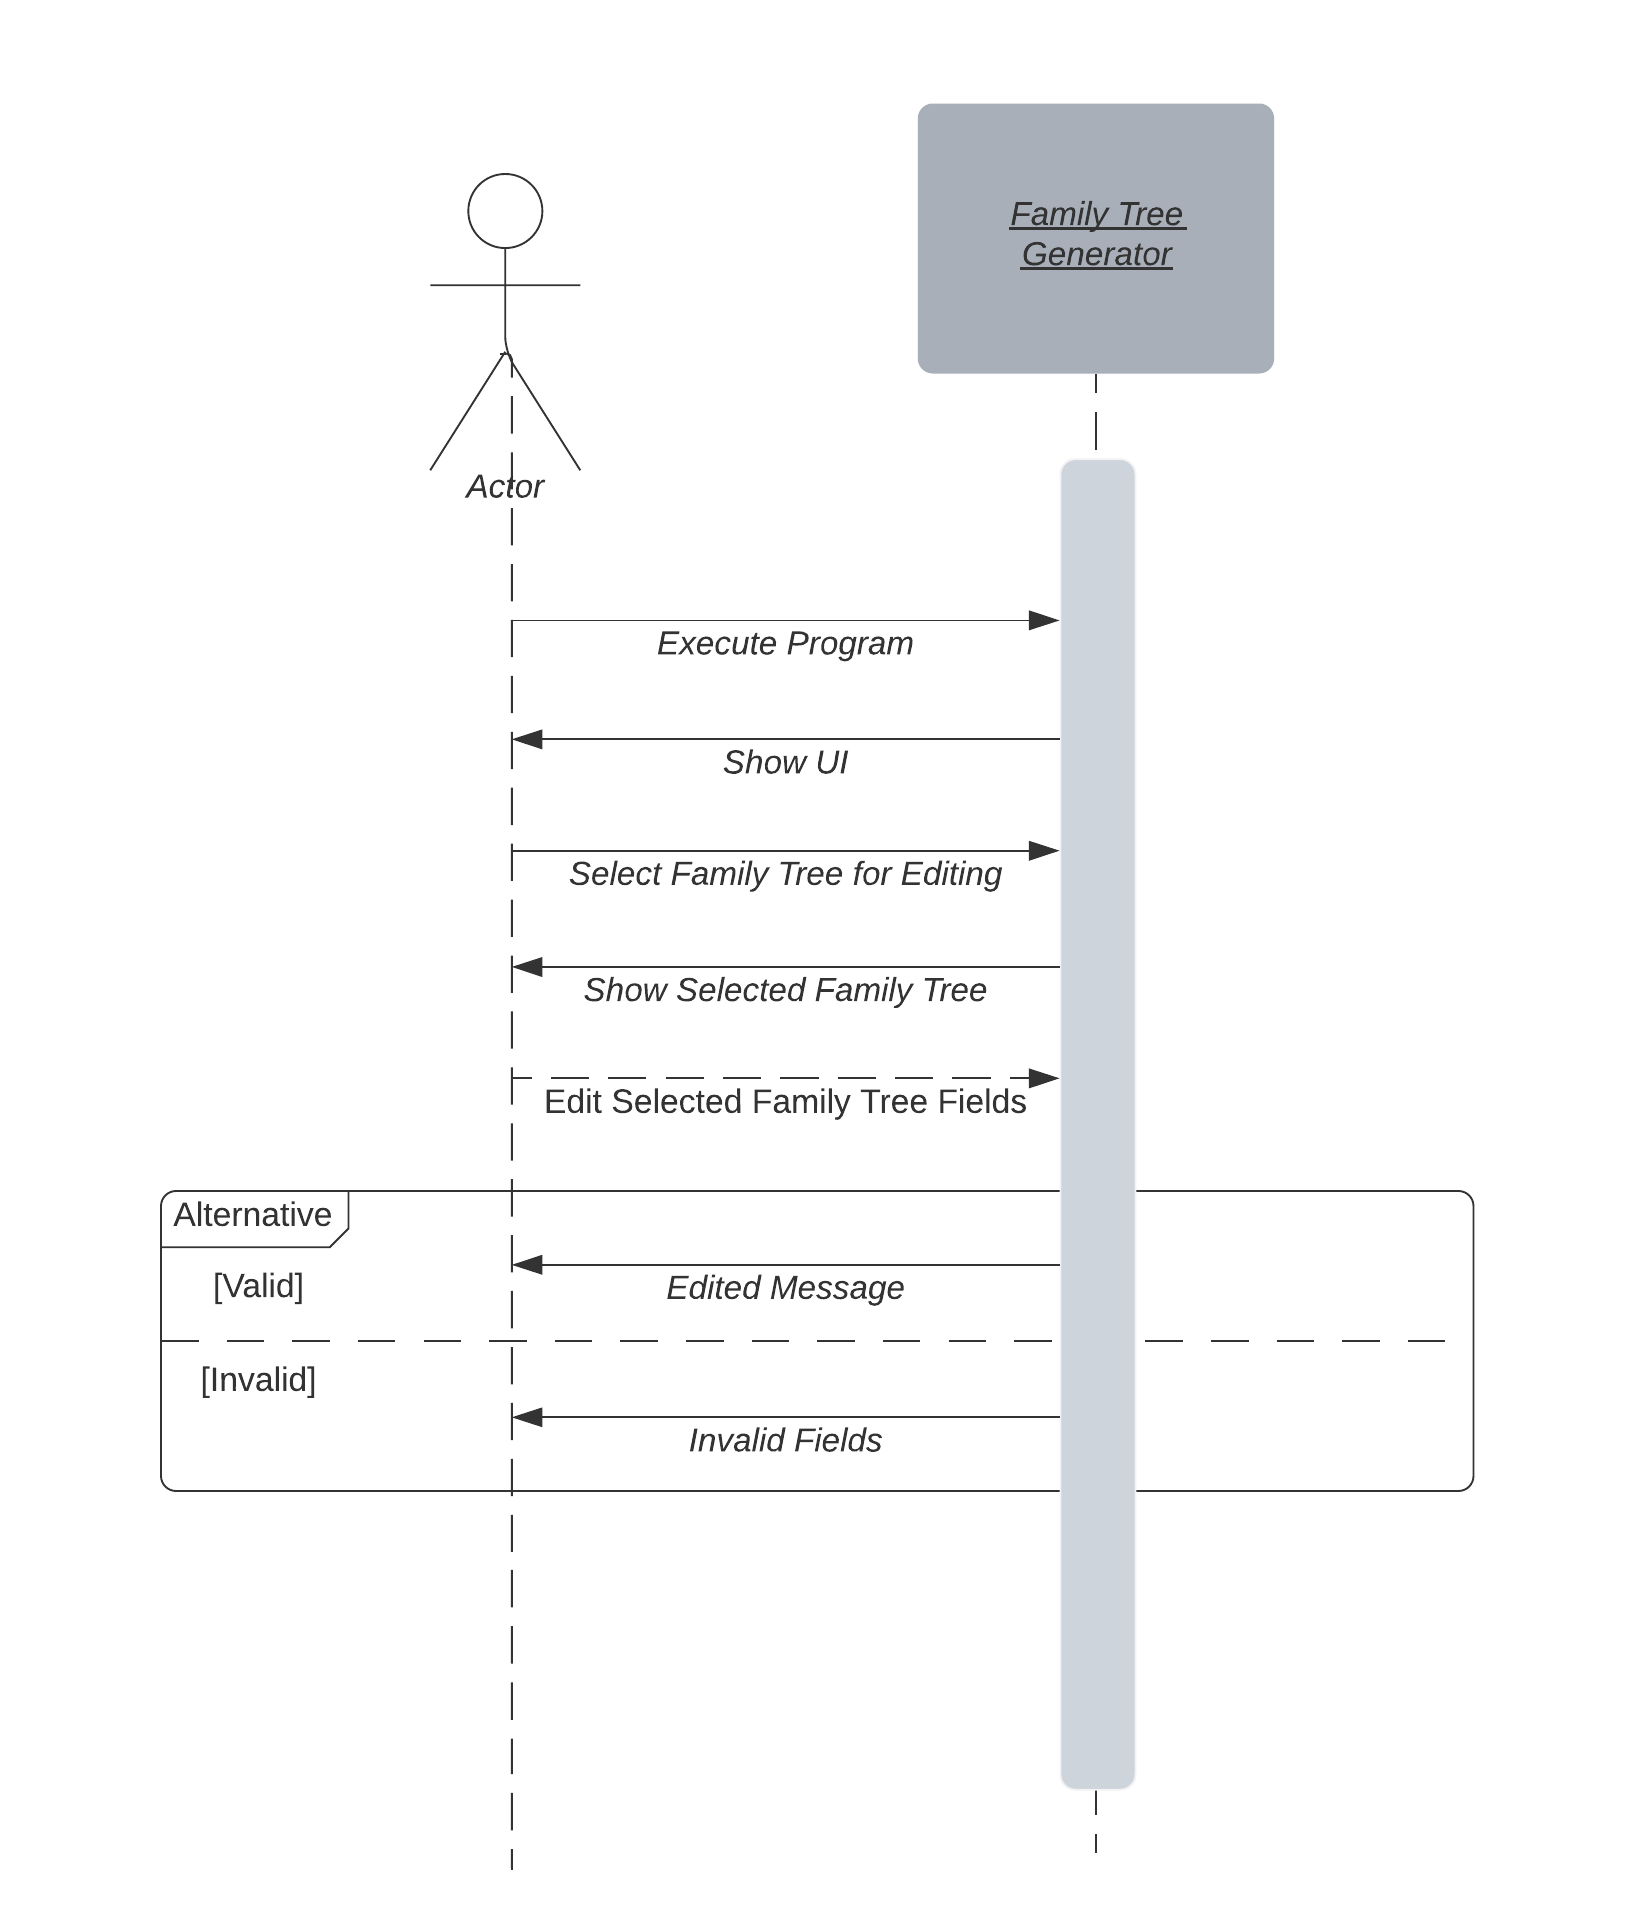 Family Tree
Generator
Actor
Execute Program
Show UI
Select Family Tree for Editing
Show Selected Family Tree
Edit Selected Family Tree Fields
Alternative
[Valid]
Edited Message
[Invalid]
Invalid Fields